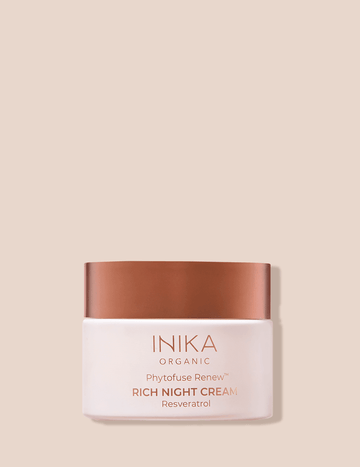 INIKA
ORGANIC
Phytofuse Renew™
RICH NIGHT CREAM
Resveratrol